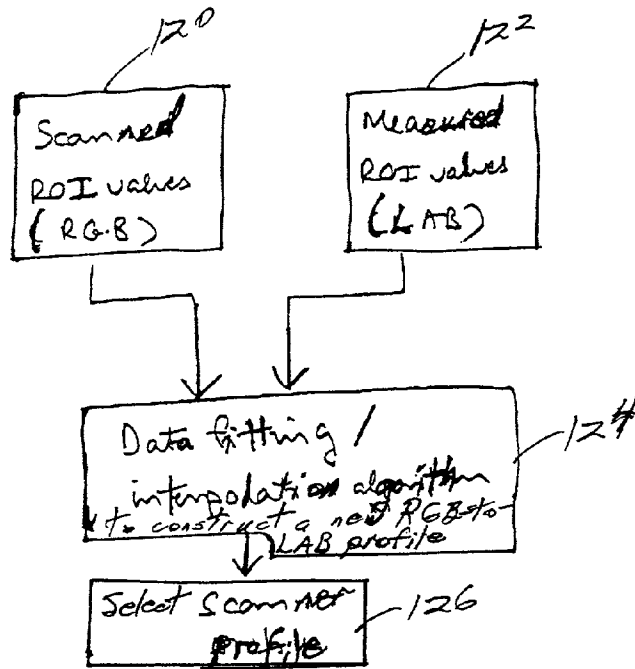 120
122
Scanned
ROI values
(RGB)
Measured
ROI values
(LAB)
Data fitting /
interpolation algorithm
to construct a new RGB-to-
LAB profile
124
Select Scanner
profile
126